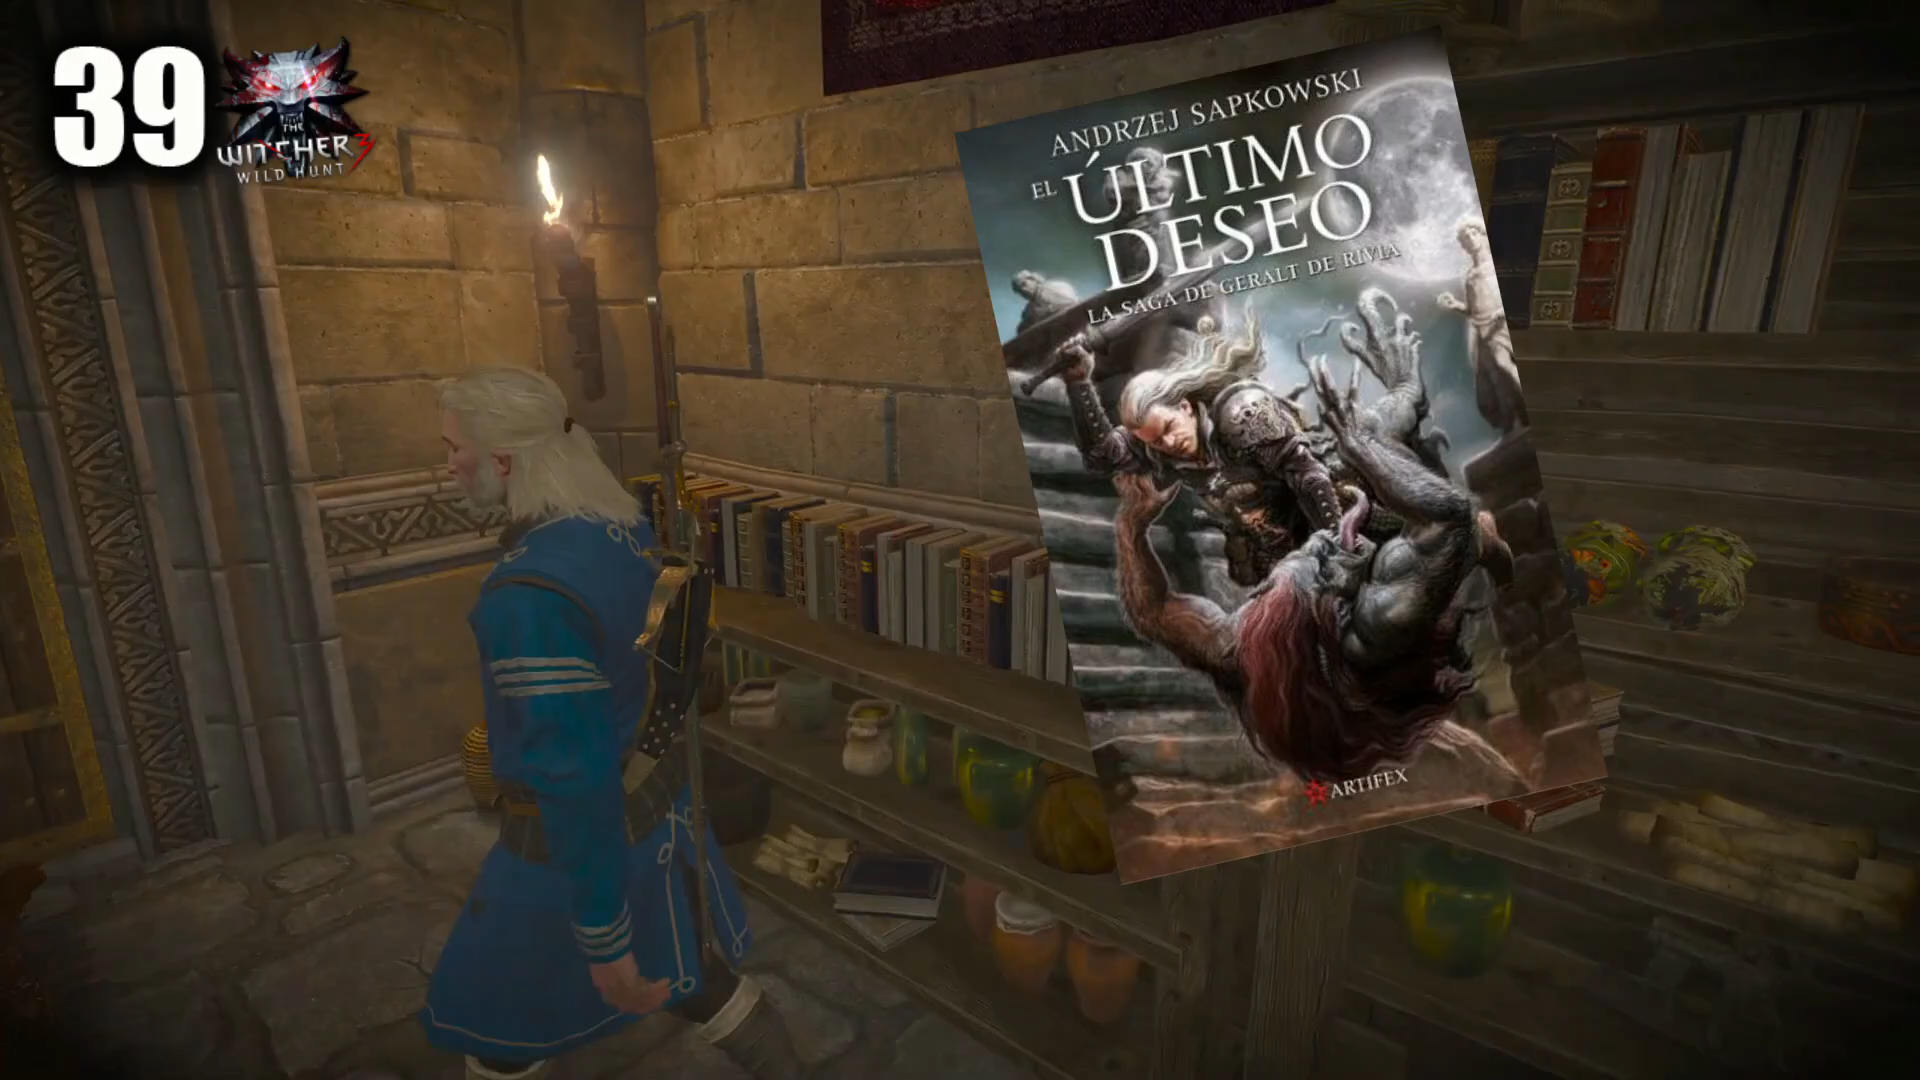 39
THE
WITCHER 3
WILD HUNT
ANDRZEJ SAPKOWSKI
EL ÚLTIMO
DESEO
LA SAGA DE GERALT DE RIVIA
ARTIFEX